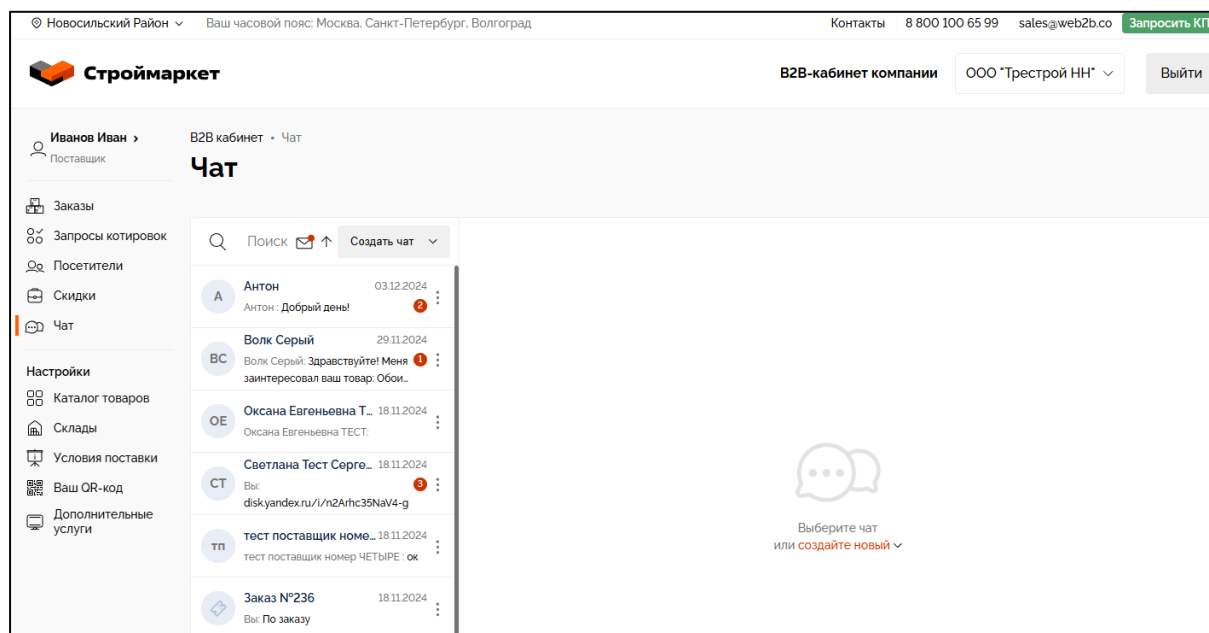 Новосильский Район
Ваш часовой пояс: Москва, Санкт-Петербург, Волгоград
Контакты
8 800 100 65 99
sales@web2b.co
Запросить КП
Строймаркет
B2B-кабинет компании
ООО "Трестрой НН"
Выйти
Иванов Иван
Поставщик
B2B кабинет • Чат
Чат
Заказы
Запросы котировок
Посетители
Скидки
Чат
Настройки
Каталог товаров
Склады
Условия поставки
Ваш QR-код
Дополнительные
услуги
Поиск
Создать чат
А
Антон
03.12.2024
Антон : Добрый день!
2
ВС
Волк Серый
29.11.2024
Волк Серый: Здравствуйте! Меня
1
заинтересовал ваш товар: Обои...
ОЕ
Оксана Евгеньевна Т...
18.11.2024
Оксана Евгеньевна ТЕСТ:
СТ
Светлана Тест Серге...
18.11.2024
Вы:
3
disk.yandex.ru/i/n2Arhc35NaV4-g
тп
тест поставщик номе...
18.11.2024
тест поставщик номер ЧЕТЫРЕ : ок
Заказ №236
18.11.2024
Вы: По заказу
Выберите чат
или создайте новый